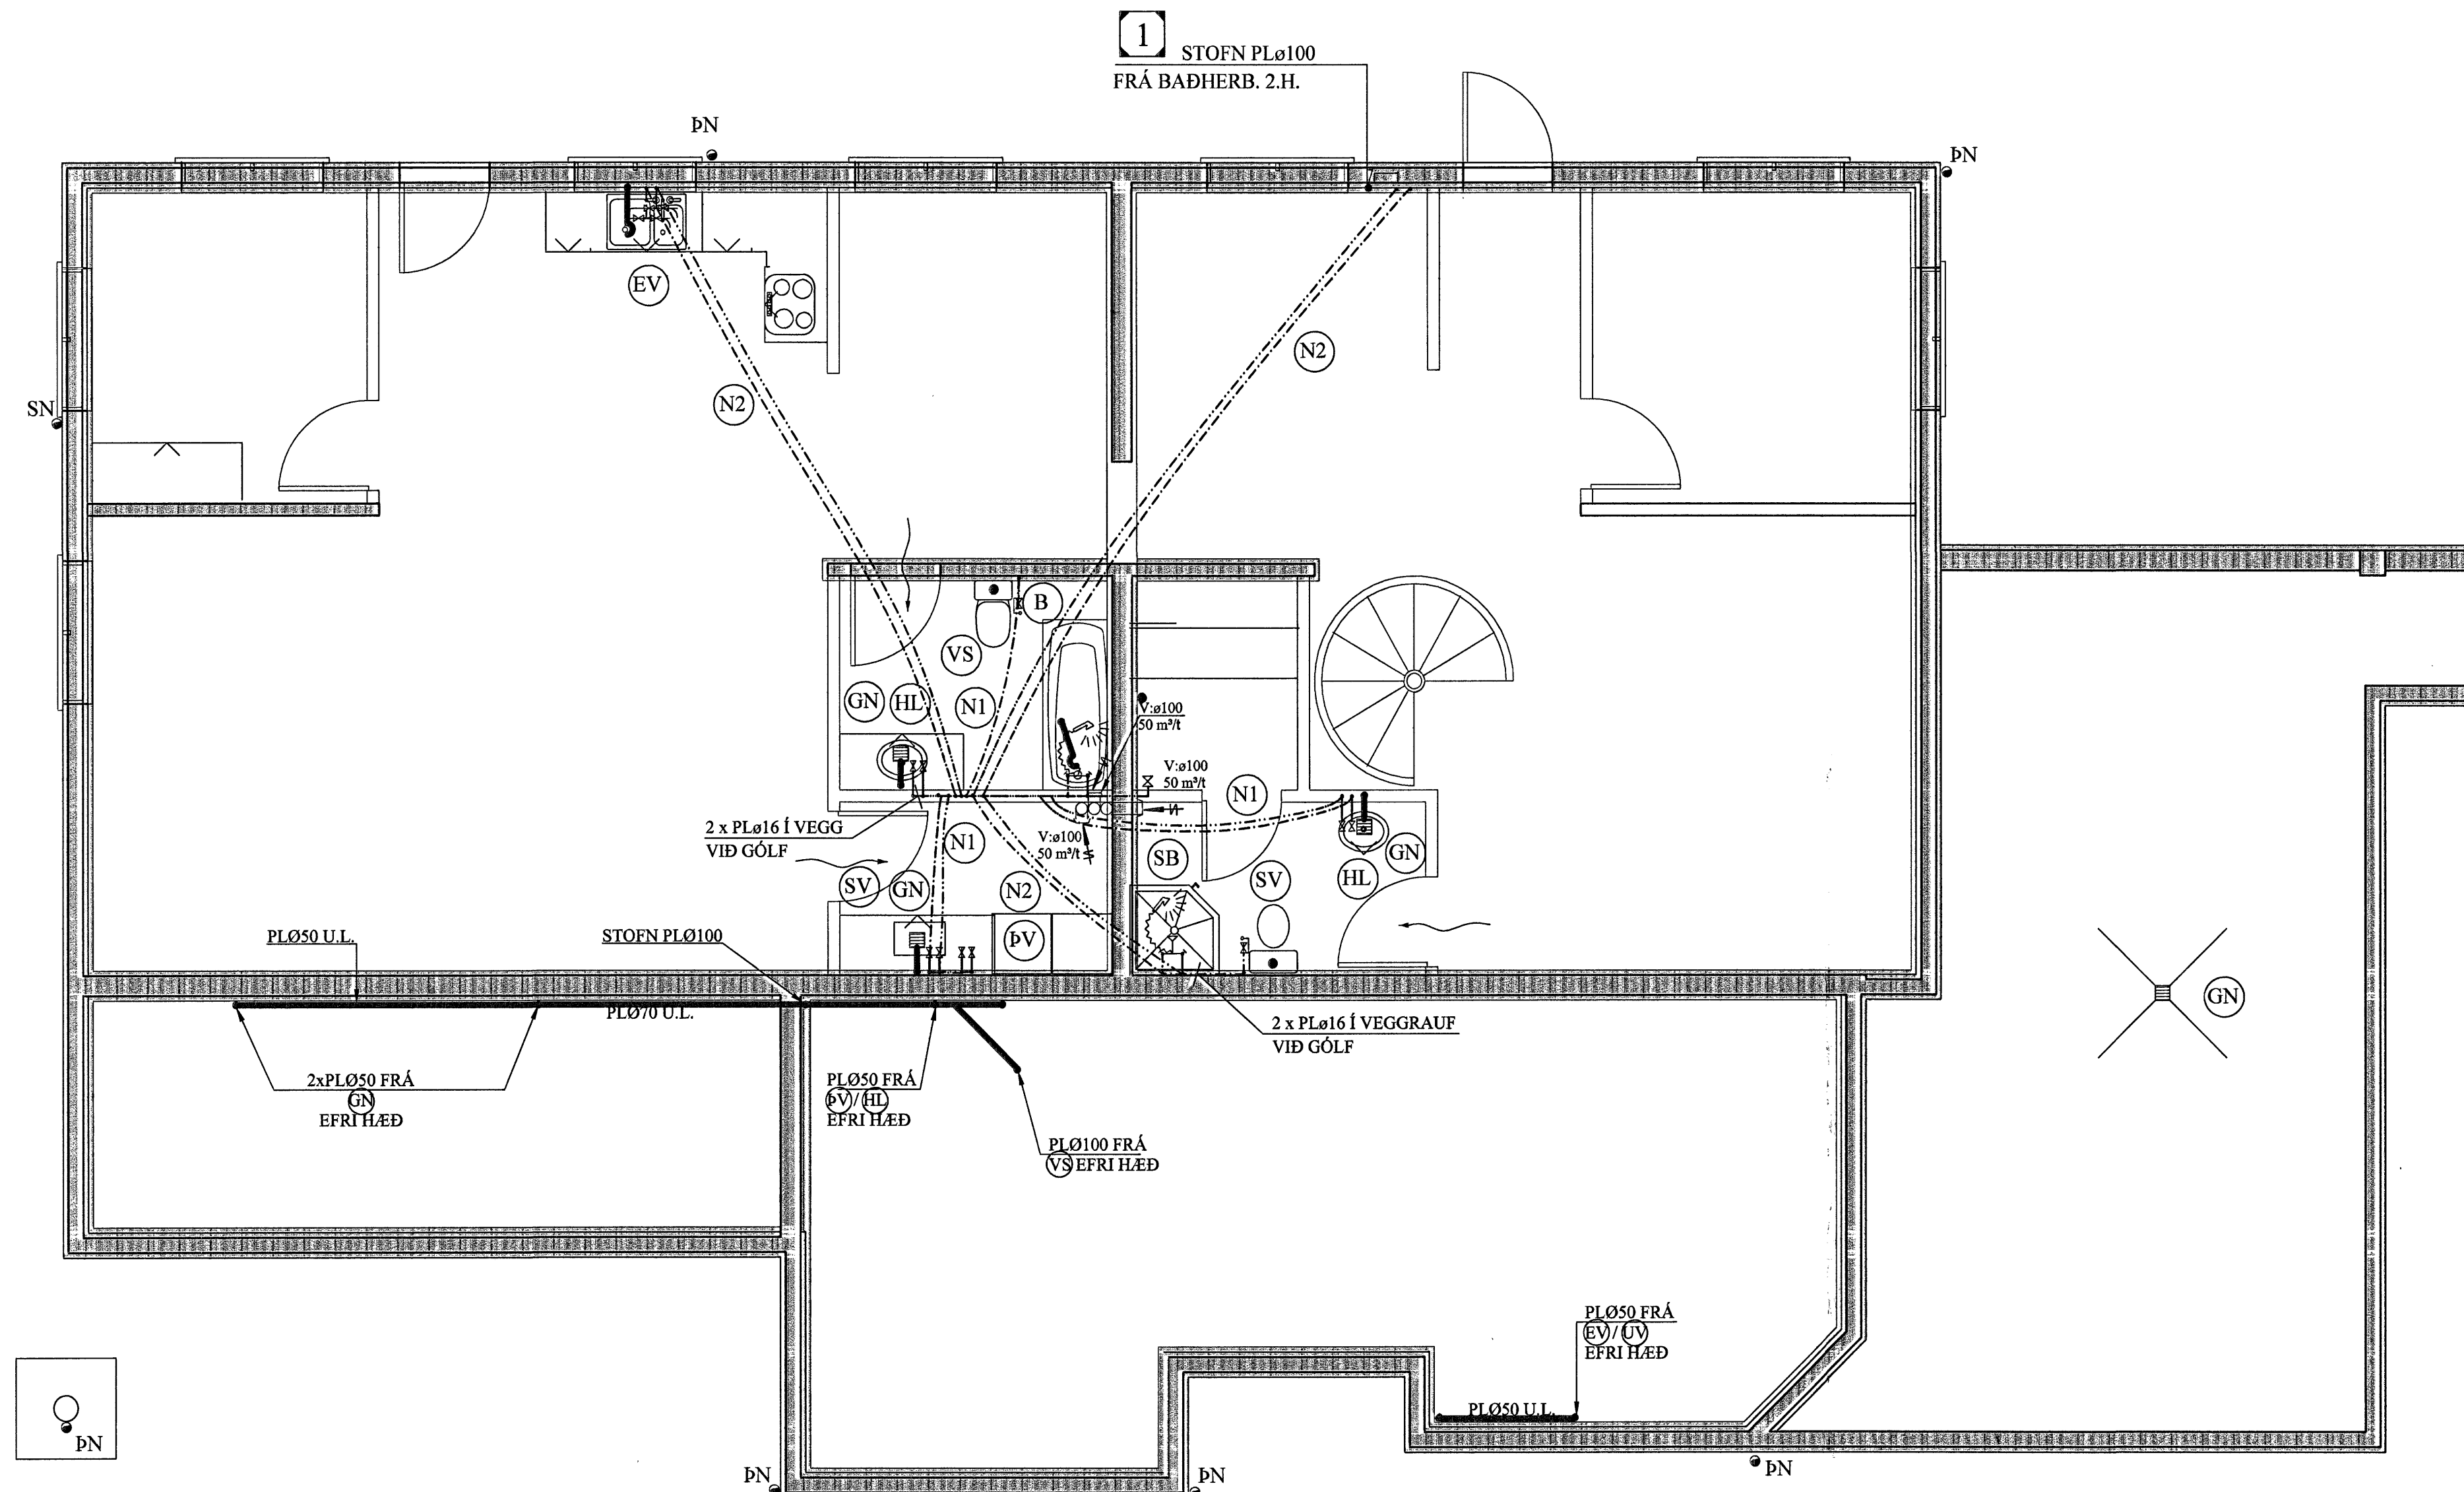 1
STOFN PLø100
FRÁ BAÐHERB. 2.H.
ÞN
ÞN
EV
N2
N2
SN
B
VS
GN
HL
N1
V:ø100
50 m³/t
V:ø100
50 m³/t
N1
2 x PLø16 Í VEGG
VIÐ GÓLF
N1
V:ø100
50 m³/t
SB
GN
SV
GN
N2
SV
HL
PLØ50 U.L.
STOFN PLØ100
ÞV
GN
PLØ70 U.L.
2 x PLø16 Í VEGGRAUF
VIÐ GÓLF
2xPLØ50 FRÁ
GN
EFRI HÆÐ
PLØ50 FRÁ
ÞV / HL
EFRI HÆÐ
PLØ100 FRÁ
VS EFRI HÆÐ
PLØ50 FRÁ
EV / UV
EFRI HÆÐ
PLØ50 U.L.
ÞN
ÞN
ÞN
ÞN